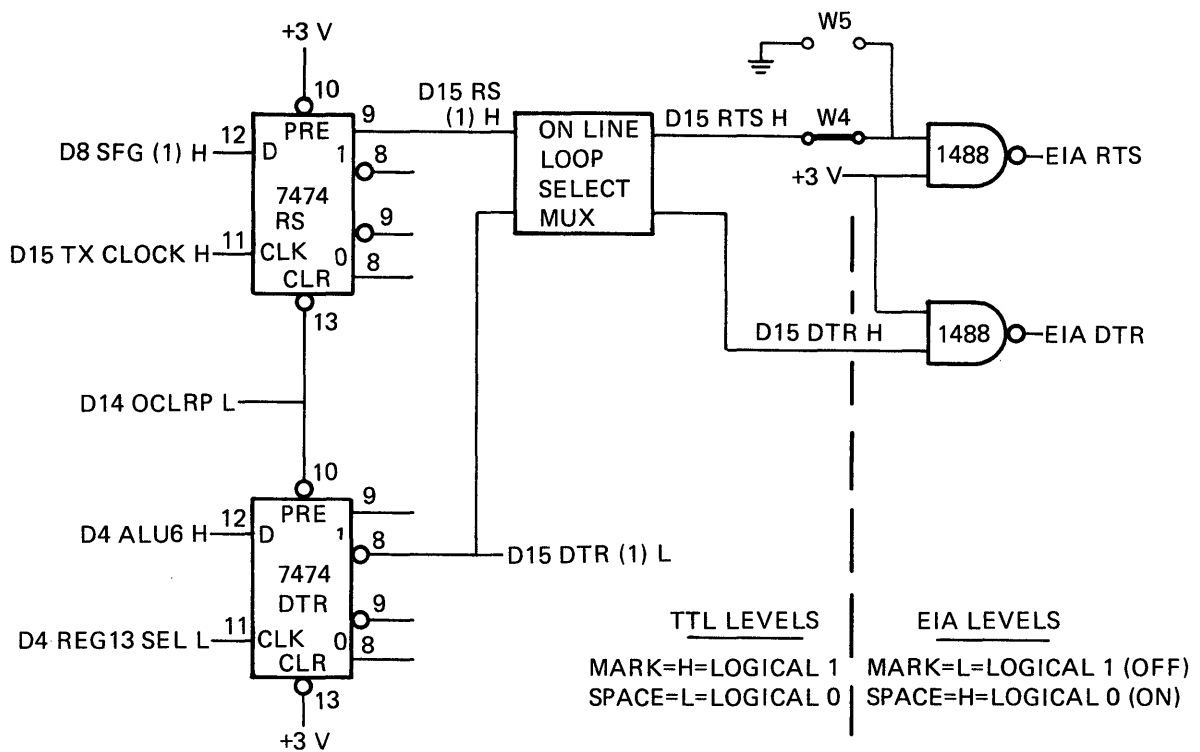 +3 V
10
PRE
D8 SFG (1) H
12
D
9
1
8
7474
RS
9
D15 TX CLOCK H
11
CLK
0
8
CLR
13
D15 RS
(1) H
ON LINE
LOOP
SELECT
MUX
D15 RTS H
W4
W5
+3 V
1488
EIA RTS
D15 DTR H
1488
EIA DTR
D14 OCLRP L
10
PRE
D4 ALU6 H
12
D
9
1
8
D15 DTR (1) L
7474
DTR
9
D4 REG13 SEL L
11
CLK
0
8
CLR
13
+3 V
TTL LEVELS
MARK=H=LOGICAL 1
SPACE=L=LOGICAL 0
EIA LEVELS
MARK=L=LOGICAL 1 (OFF)
SPACE=H=LOGICAL 0 (ON)